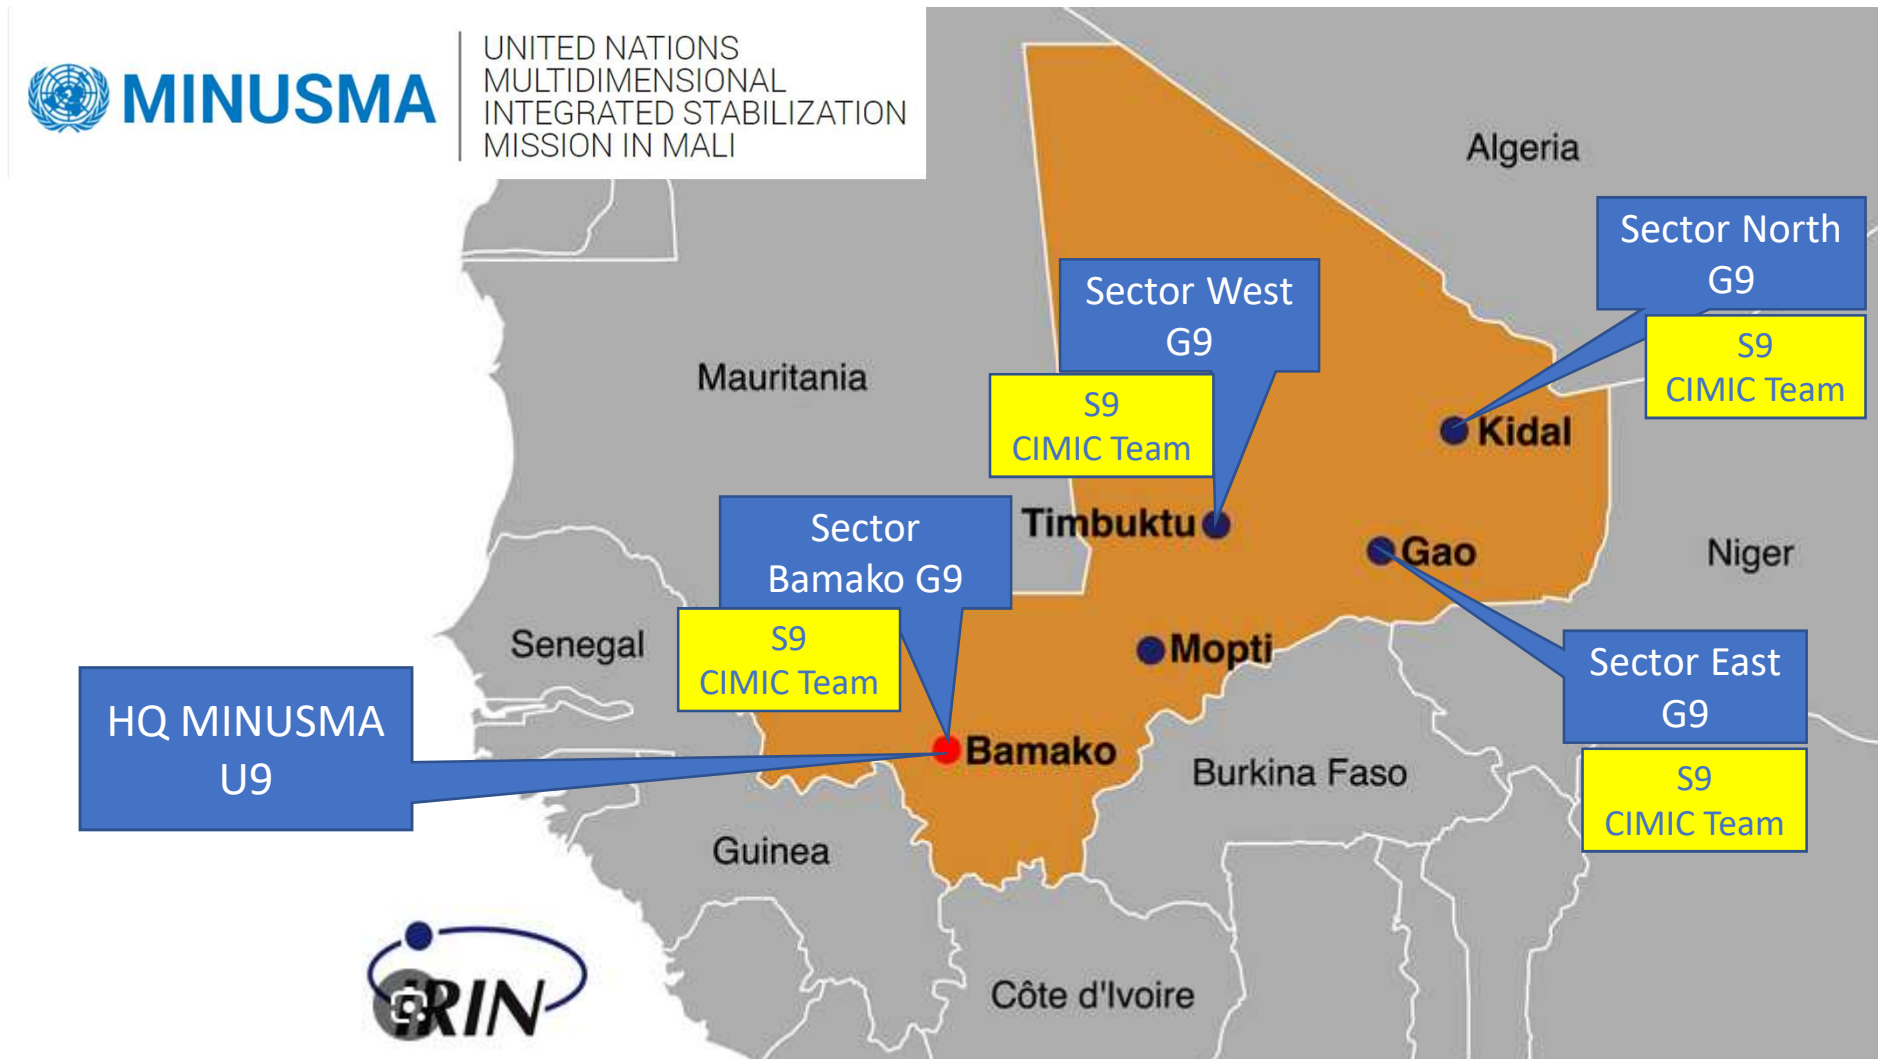 MINUSMA
UNITED NATIONS
MULTIDIMENSIONAL
INTEGRATED STABILIZATION
MISSION IN MALI
Algeria
Sector North
G9
S9
CIMIC Team
Sector West
G9
S9
CIMIC Team
Mauritania
Kidal
Timbuktu
Gao
Niger
Sector
Bamako G9
S9
CIMIC Team
Senegal
Mopti
Sector East
G9
S9
CIMIC Team
HQ MINUSMA
U9
Bamako
Burkina Faso
Guinea
Côte d'Ivoire
IRIN